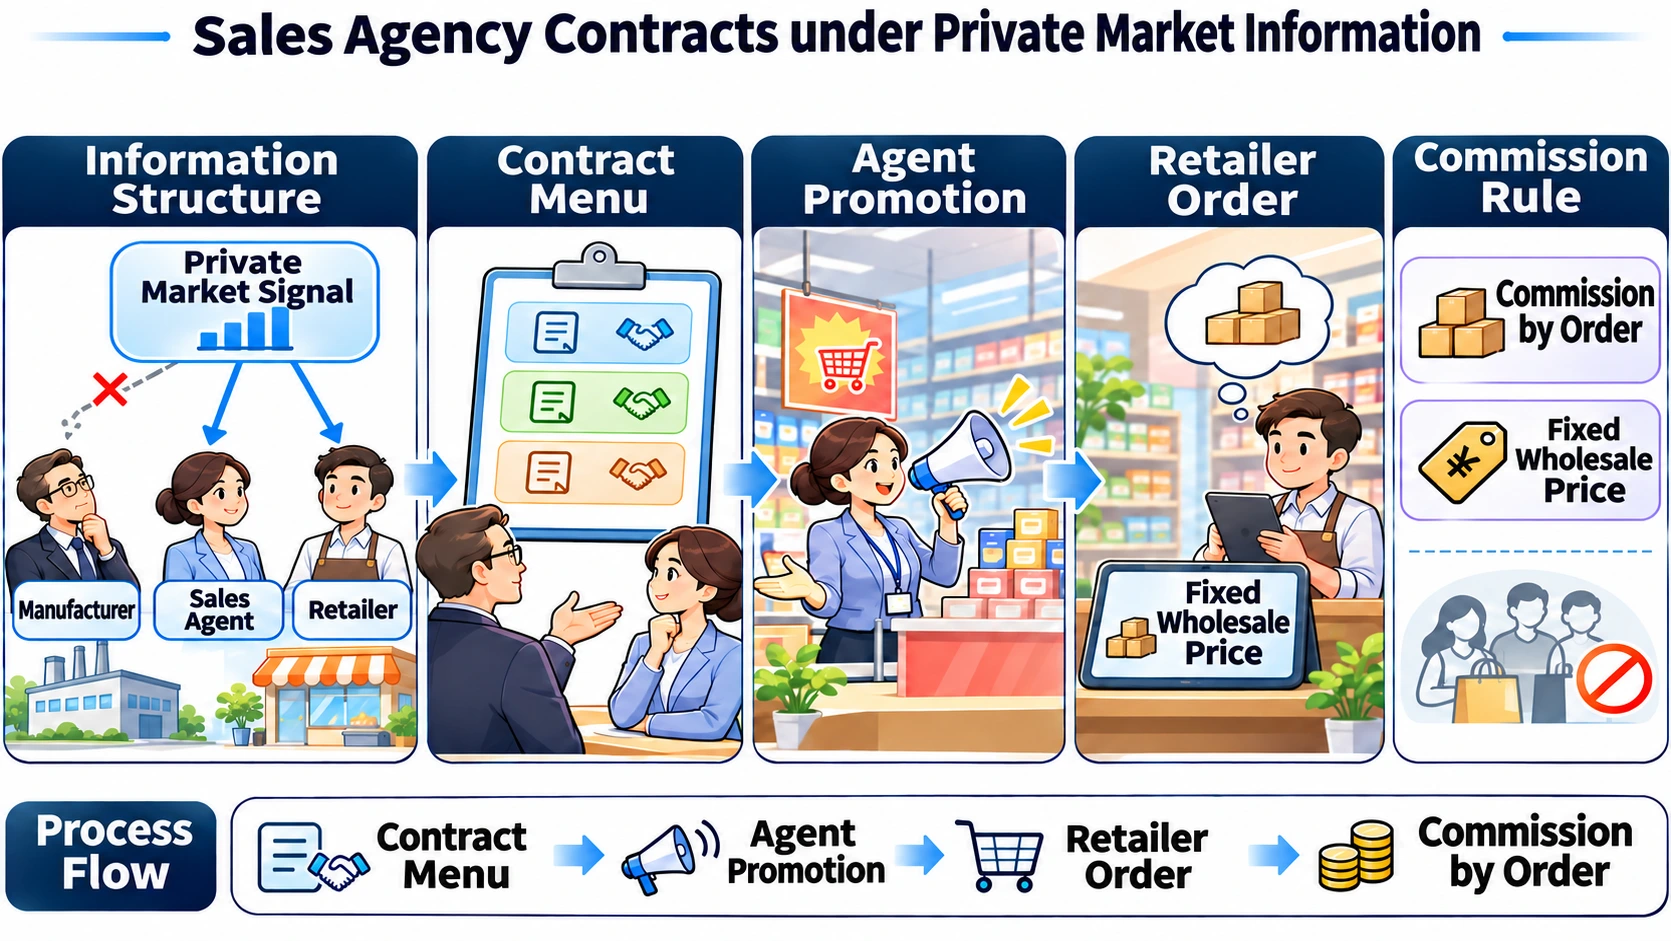 Sales Agency Contracts under Private Market Information
Information
Structure
Private
Market Signal
Manufacturer
Sales
Agent
Retailer
Contract
Menu
Agent
Promotion
Retailer
Order
Fixed
Wholesale
Price
Commission
Rule
Commission
by Order
¥
Fixed
Wholesale
Price
Process
Flow
Contract
Menu
Agent
Promotion
Retailer
Order
Commission
by Order